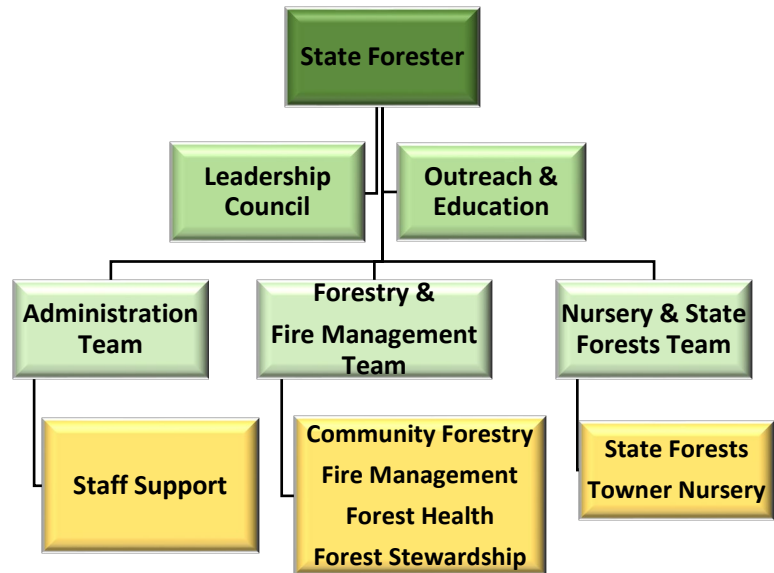 State Forester
Leadership
Council
Outreach &
Education
Administration
Team
Forestry &
Fire Management
Team
Nursery & State
Forests Team
Staff Support
Community Forestry
Fire Management
Forest Health
Forest Stewardship
State Forests
Towner Nursery